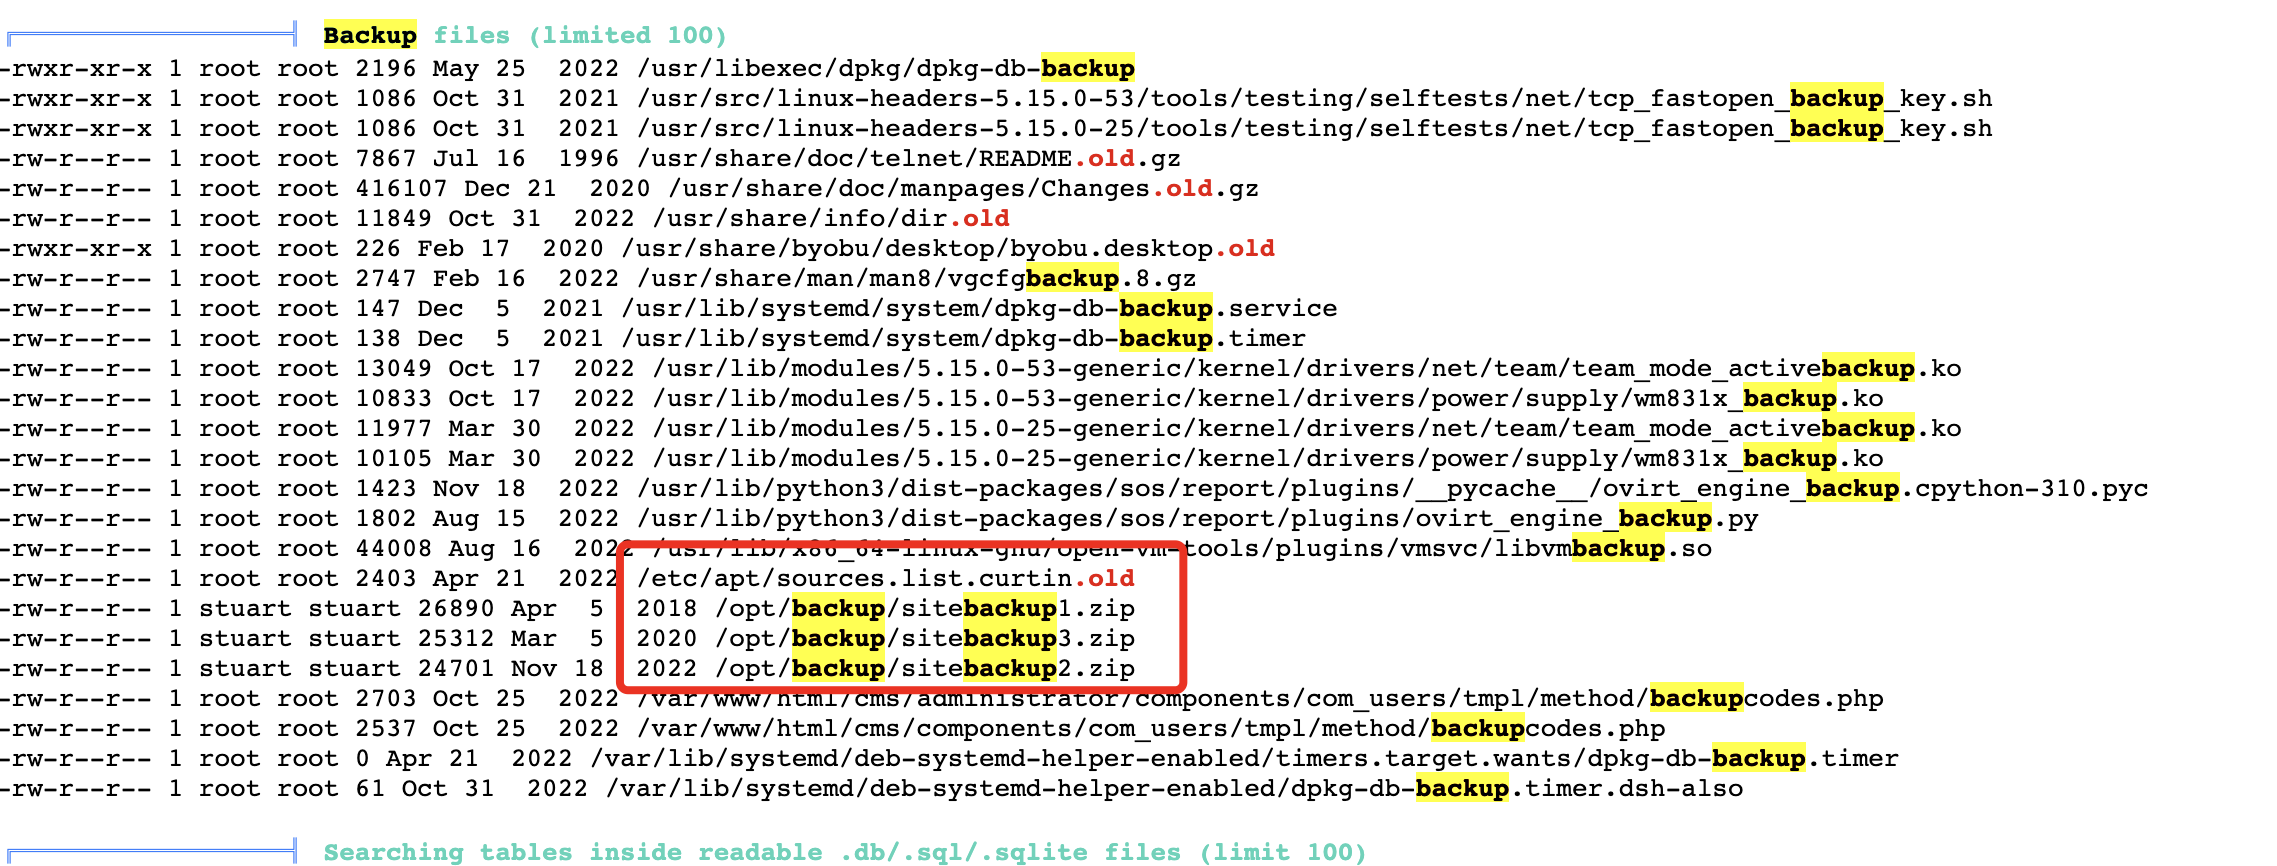 Backup files (limited 100)
-rwxr-xr-x 1 root root 2196 May 25  2022 /usr/libexec/dpkg/dpkg-db-backup
-rwxr-xr-x 1 root root 1086 Oct 31  2021 /usr/src/linux-headers-5.15.0-53/tools/testing/selftests/net/tcp_fastopen_backup_key.sh
-rwxr-xr-x 1 root root 1086 Oct 31  2021 /usr/src/linux-headers-5.15.0-25/tools/testing/selftests/net/tcp_fastopen_backup_key.sh
-rw-r--r-- 1 root root 7867 Jul 16  1996 /usr/share/doc/telnet/README.old.gz
-rw-r--r-- 1 root root 416107 Dec 21  2020 /usr/share/doc/manpages/Changes.old.gz
-rw-r--r-- 1 root root 11849 Oct 31  2022 /usr/share/info/dir.old
-rwxr-xr-x 1 root root 226 Feb 17  2020 /usr/share/byobu/desktop/byobu.desktop.old
-rw-r--r-- 1 root root 2747 Feb 16  2022 /usr/share/man/man8/vgcfgbackup.8.gz
-rw-r--r-- 1 root root 147 Dec  5  2021 /usr/lib/systemd/system/dpkg-db-backup.service
-rw-r--r-- 1 root root 138 Dec  5  2021 /usr/lib/systemd/system/dpkg-db-backup.timer
-rw-r--r-- 1 root root 13049 Oct 17  2022 /usr/lib/modules/5.15.0-53-generic/kernel/drivers/net/team/team_mode_activebackup.ko
-rw-r--r-- 1 root root 10833 Oct 17  2022 /usr/lib/modules/5.15.0-53-generic/kernel/drivers/power/supply/wm831x_backup.ko
-rw-r--r-- 1 root root 11977 Mar 30  2022 /usr/lib/modules/5.15.0-25-generic/kernel/drivers/net/team/team_mode_activebackup.ko
-rw-r--r-- 1 root root 10105 Mar 30  2022 /usr/lib/modules/5.15.0-25-generic/kernel/drivers/power/supply/wm831x_backup.ko
-rw-r--r-- 1 root root 1423 Nov 18  2022 /usr/lib/python3/dist-packages/sos/report/plugins/__pycache__/ovirt_engine_backup.cpython-310.pyc
-rw-r--r-- 1 root root 1802 Aug 15  2022 /usr/lib/python3/dist-packages/sos/report/plugins/ovirt_engine_backup.py
-rw-r--r-- 1 root root 44008 Aug 16  2022 /usr/lib/x86_64-linux-gnu/open-vm-tools/plugins/vmsvc/libvmbackup.so
-rw-r--r-- 1 root root 2403 Apr 21  2022 /etc/apt/sources.list.curtin.old
-rw-r--r-- 1 stuart stuart 26890 Apr  5  2018 /opt/backup/sitebackup1.zip
-rw-r--r-- 1 stuart stuart 25312 Mar  5  2020 /opt/backup/sitebackup3.zip
-rw-r--r-- 1 stuart stuart 24701 Nov 18  2022 /opt/backup/sitebackup2.zip
-rw-r--r-- 1 root root 2703 Oct 25  2022 /var/www/html/cms/administrator/components/com_users/tmpl/method/backupcodes.php
-rw-r--r-- 1 root root 2537 Oct 25  2022 /var/www/html/cms/components/com_users/tmpl/method/backupcodes.php
-rw-r--r-- 1 root root 0 Apr 21  2022 /var/lib/systemd/deb-systemd-helper-enabled/timers.target.wants/dpkg-db-backup.timer
-rw-r--r-- 1 root root 61 Oct 31  2022 /var/lib/systemd/deb-systemd-helper-enabled/dpkg-db-backup.timer.dsh-also
Searching tables inside readable .db/.sql/.sqlite files (limit 100)